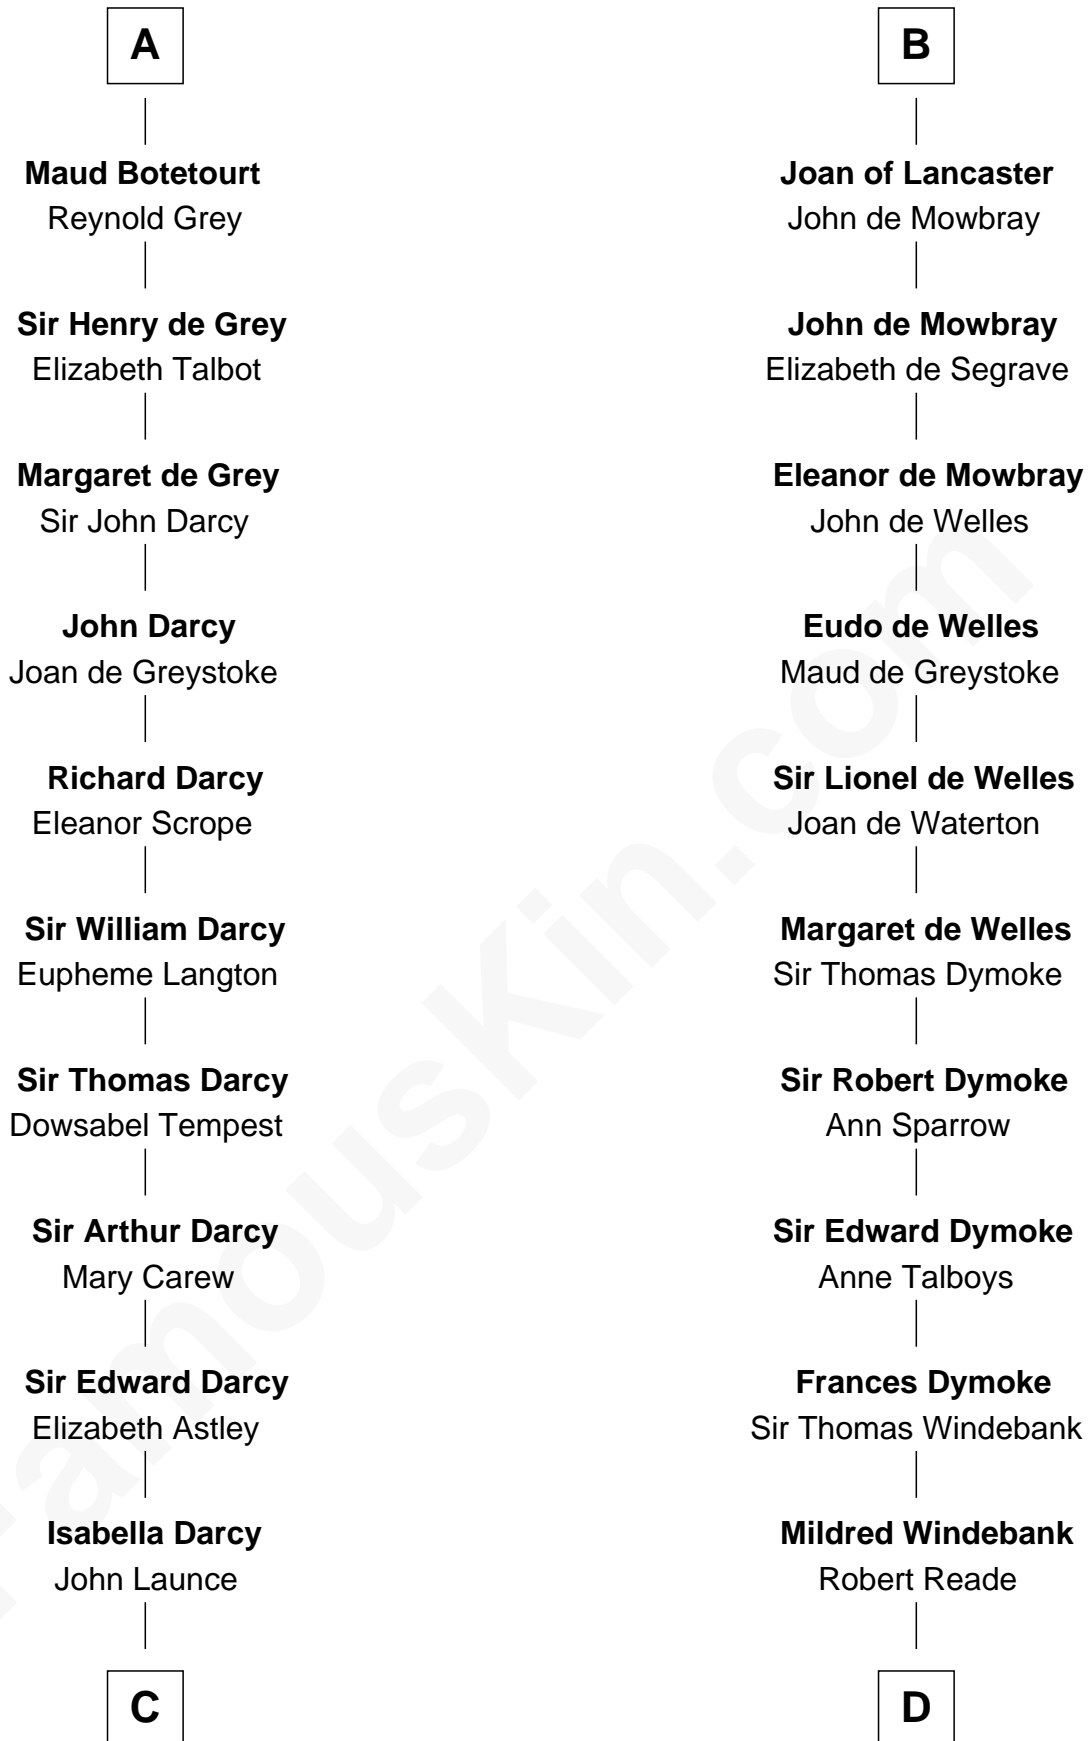 A
Maud Botetourt
Reynold Grey
Sir Henry de Grey
Elizabeth Talbot
Margaret de Grey
Sir John Darcy
John Darcy
Joan de Greystoke
Richard Darcy
Eleanor Scrope
Sir William Darcy
Eupheme Langton
Sir Thomas Darcy
Dowsabel Tempest
Sir Arthur Darcy
Mary Carew
Sir Edward Darcy
Elizabeth Astley
Isabella Darcy
John Launce
C
B
Joan of Lancaster
John de Mowbray
John de Mowbray
Elizabeth de Segrave
Eleanor de Mowbray
John de Welles
Eudo de Welles
Maud de Greystoke
Sir Lionel de Welles
Joan de Waterton
Margaret de Welles
Sir Thomas Dymoke
Sir Robert Dymoke
Ann Sparrow
Sir Edward Dymoke
Anne Talboys
Frances Dymoke
Sir Thomas Windebank
Mildred Windebank
Robert Reade
D
FamousKin.com